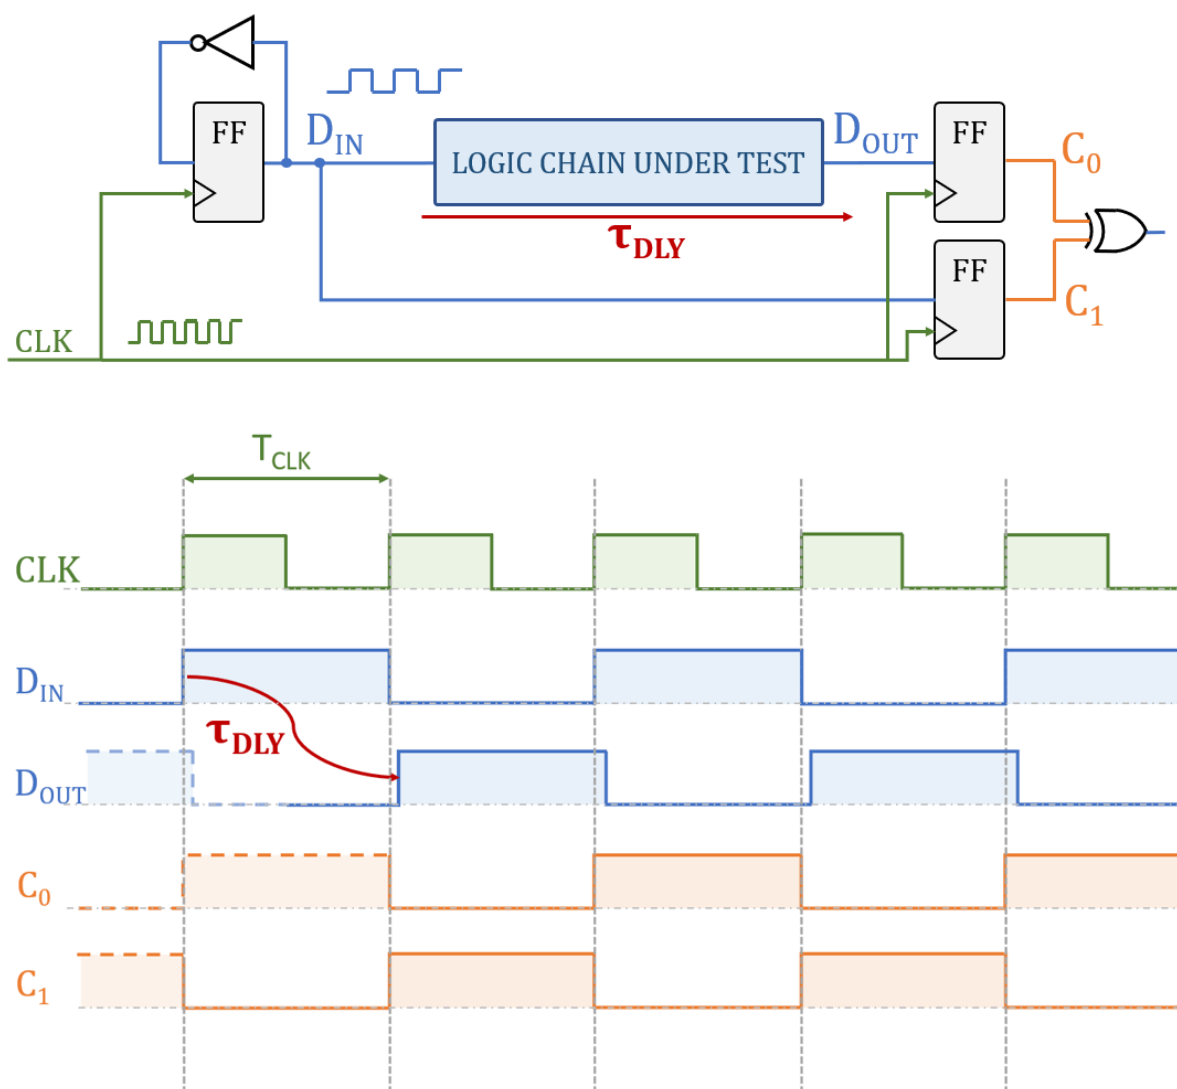 FF
D_IN
LOGIC CHAIN UNDER TEST
D_OUT
FF
C_0
τ_DLY
FF
C_1
CLK
T_CLK
CLK
D_IN
τ_DLY
D_OUT
C_0
C_1